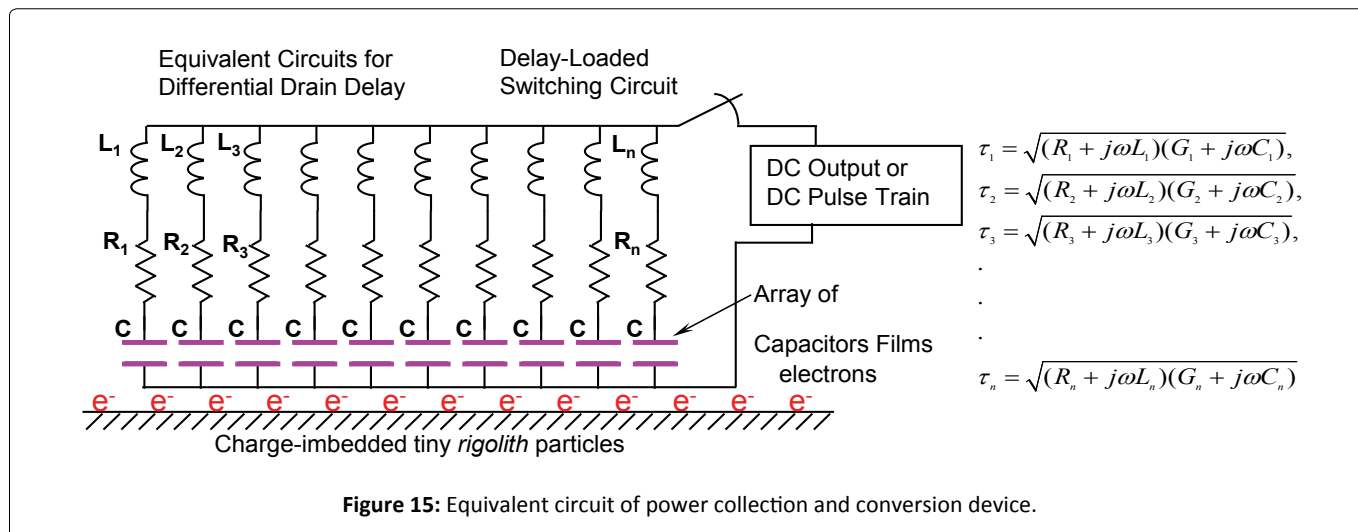 Equivalent Circuits for
Differential Drain Delay
Delay-Loaded
Switching Circuit
L₁ L₂ L₃ Lₙ
R₁ R₂ R₃ Rₙ
C C C C C C C C C C
DC Output or
DC Pulse Train
Array of
Capacitors Films
electrons
e⁻ e⁻ e⁻ e⁻ e⁻ e⁻ e⁻ e⁻ e⁻ e⁻ e⁻ e⁻ e⁻
Charge-imbedded tiny rigolith particles
τ₁ = √(R₁ + jωL₁)(G₁ + jωC₁),
τ₂ = √(R₂ + jωL₂)(G₂ + jωC₂),
τ₃ = √(R₃ + jωL₃)(G₃ + jωC₃),
.
.
.
τₙ = √(Rₙ + jωLₙ)(Gₙ + jωCₙ)
Figure 15: Equivalent circuit of power collection and conversion device.